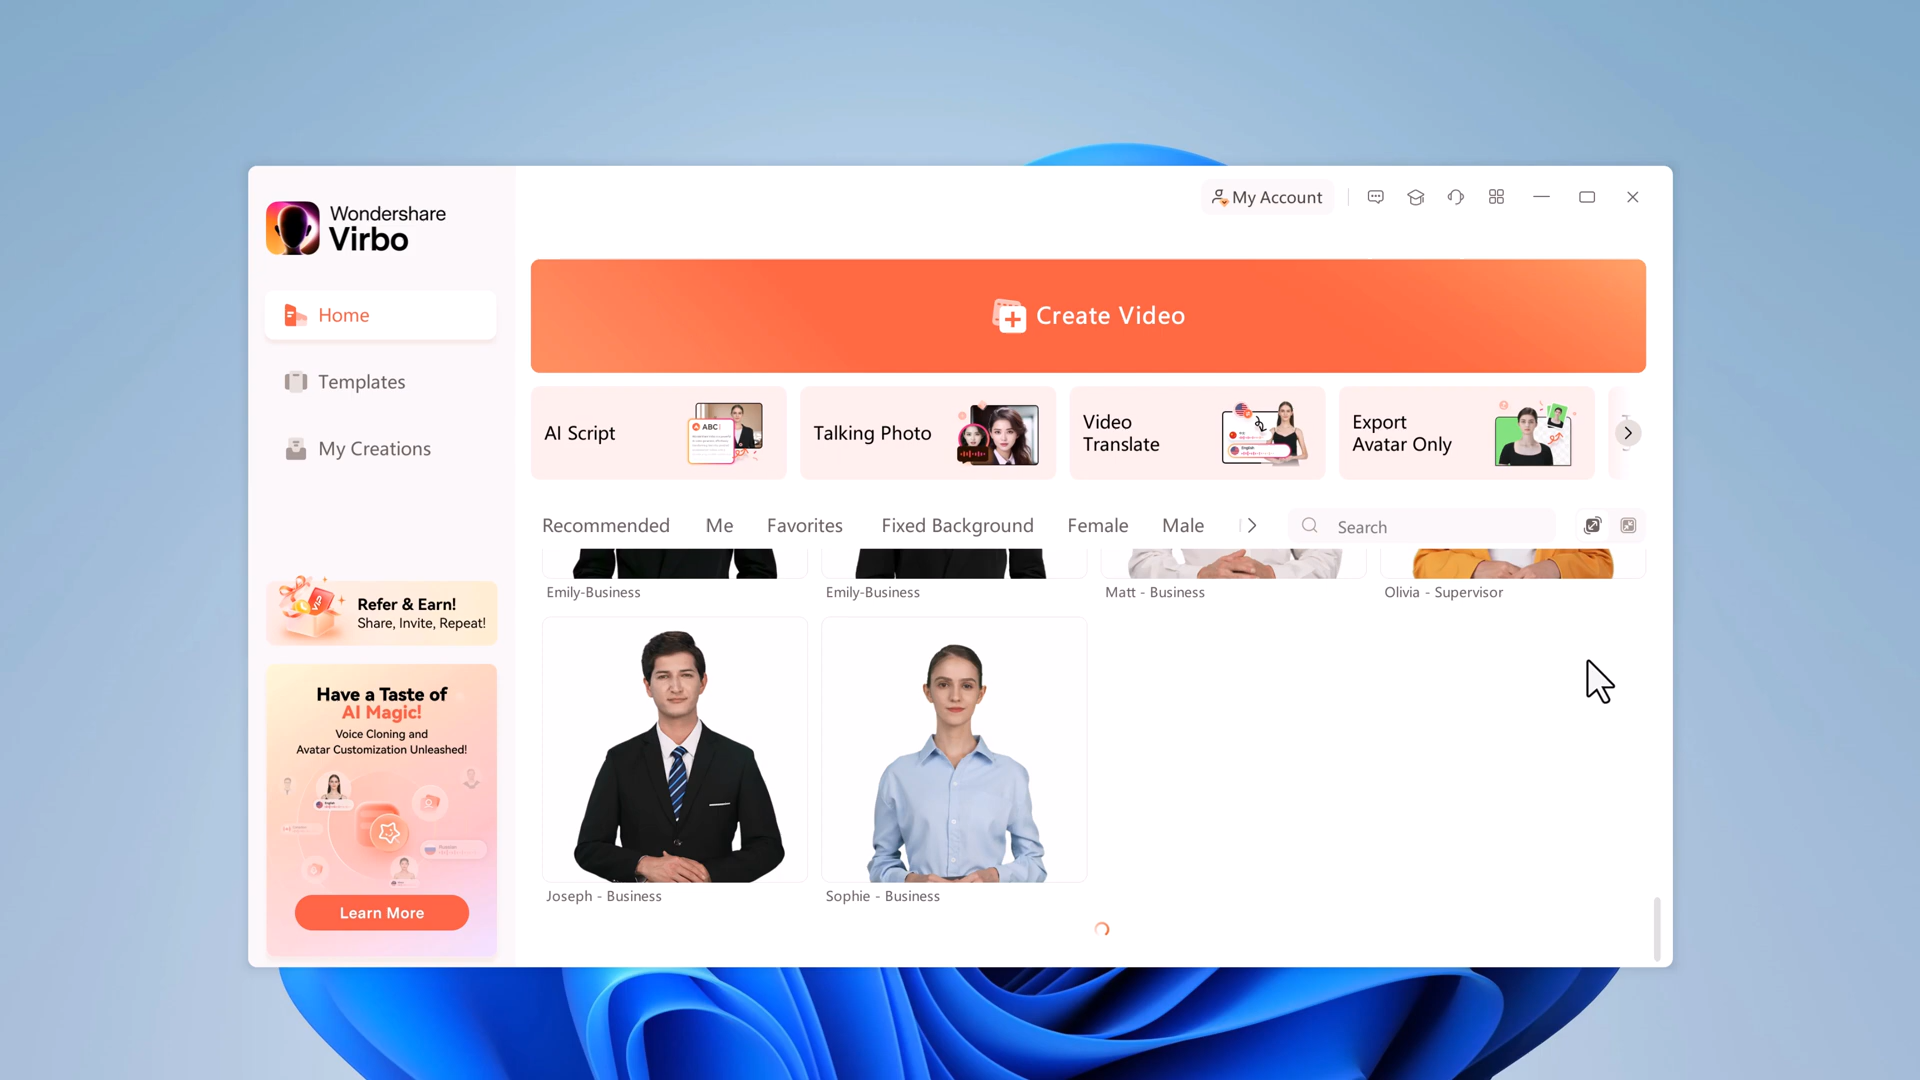 Wondershare
Virbo
My Account
Home
Templates
My Creations
Create Video
AI Script
ABC
Talking Photo
Video
Translate
Export
Avatar Only
Recommended
Me
Favorites
Fixed Background
Female
Male
Search
Emily-Business
Emily-Business
Matt - Business
Olivia - Supervisor
Joseph - Business
Sophie - Business
VIP
Refer & Earn!
Share, Invite, Repeat!
Have a Taste of
AI Magic!
Voice Cloning and
Avatar Customization Unleashed!
Learn More